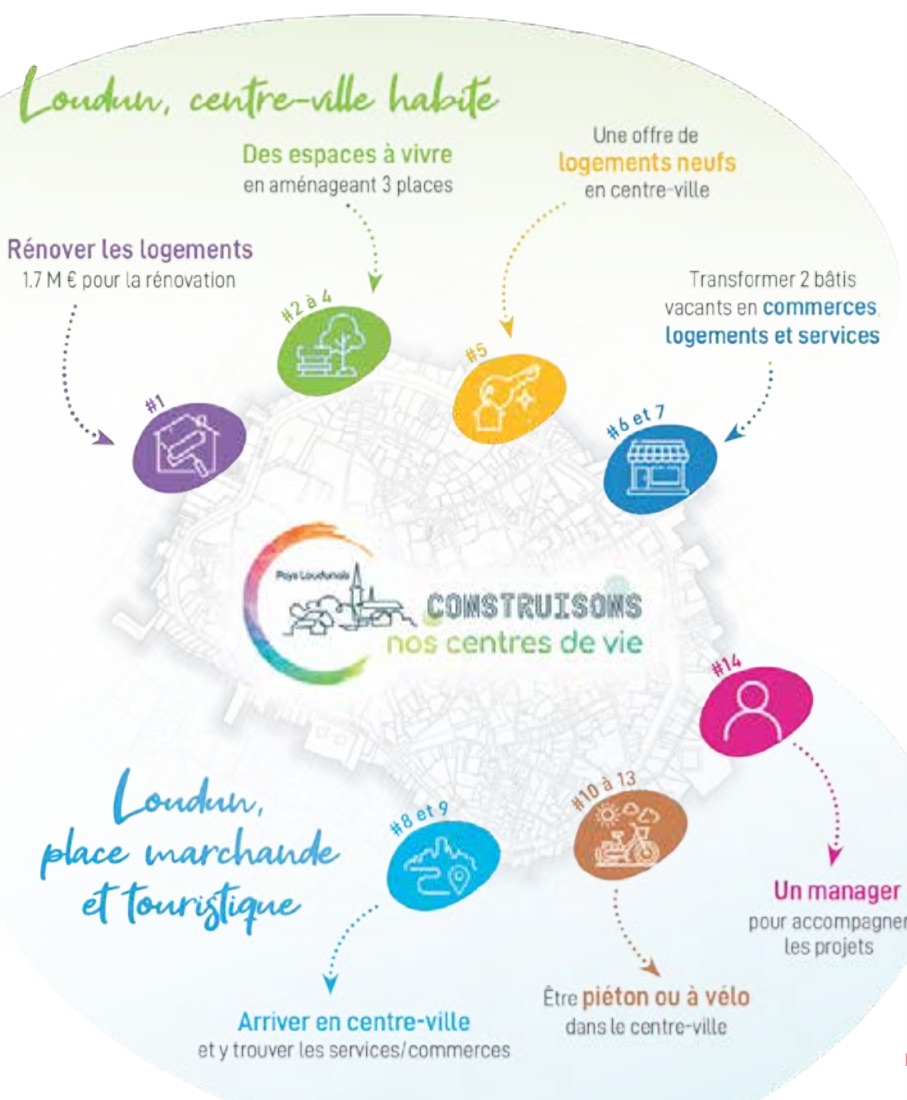 Loudun, centre-ville habité
Des espaces à vivre
en aménageant 3 places
Une offre de
logements neufs
en centre-ville
Rénover les logements
1.7 M € pour la rénovation
Transformer 2 bâtis
vacants en commerces,
logements et services
#1
#2 à 4
#5
#6 et 7
Pays Loudunais
CONSTRUISONS
nos centres de vie
#14
Loudun,
place marchande
et touristique
#8 et 9
#10 à 13
Un manager
pour accompagner
les projets
Être piéton ou à vélo
dans le centre-ville
Arriver en centre-ville
et y trouver les services/commerces